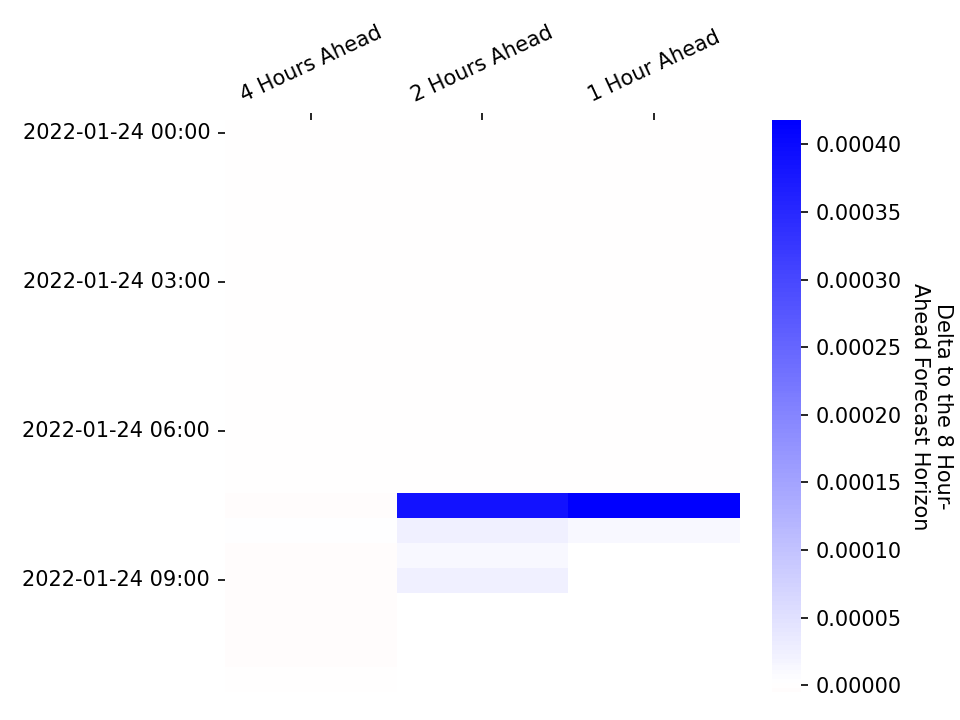 4 Hours Ahead
2 Hours Ahead
1 Hour Ahead
2022-01-24 00:00
2022-01-24 03:00
2022-01-24 06:00
2022-01-24 09:00
0.00040
0.00035
0.00030
0.00025
0.00020
0.00015
0.00010
0.00005
0.00000
Delta to the 8 Hour-
Ahead Forecast Horizon